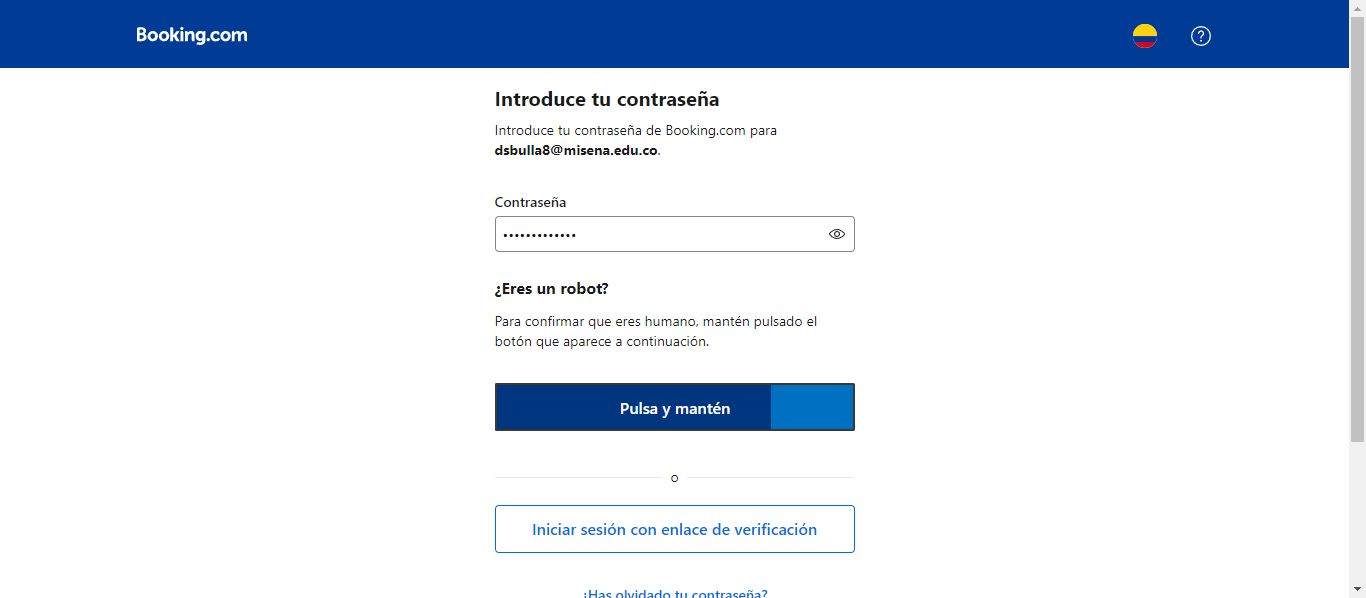 Booking.com
Introduce tu contraseña
Introduce tu contraseña de Booking.com para
dsbulla8@misena.edu.co.
Contraseña
•••••••••••••
¿Eres un robot?
Para confirmar que eres humano, mantén pulsado el
botón que aparece a continuación.
Pulsa y mantén
o
Iniciar sesión con enlace de verificación
¿Has olvidado tu contraseña?